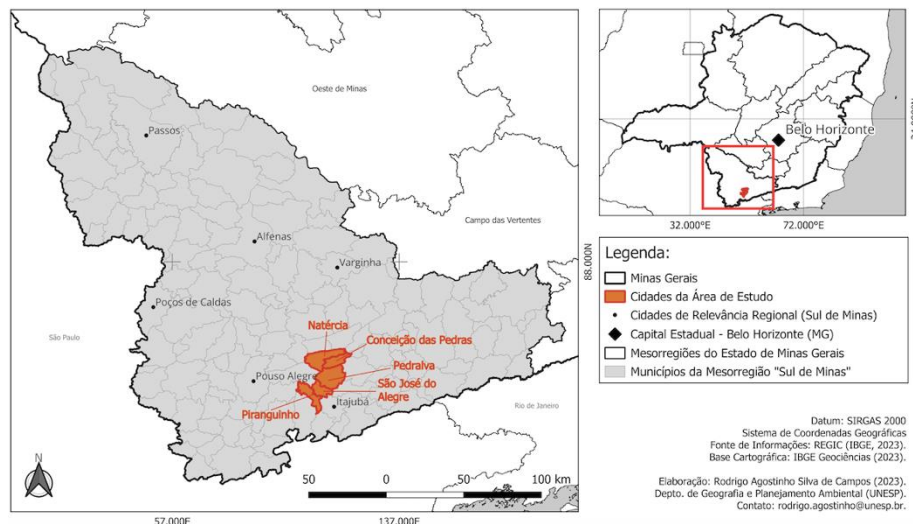 Oeste de Minas
Passos
Campo das Vertentes
Alfenas
Varginha
Poços de Caldas
São Paulo
Natércia
Conceição das Pedras
Pedralva
Pouso Alegre
São José do
Alegre
Piranguinho
Itajubá
Rio de Janeiro
N
50 0 50 100 km
57.000E 137.000E
88.000N
Belo Horizonte
32.000°E 72.000°E
Legenda:
Minas Gerais
Cidades da Área de Estudo
Cidades de Relevância Regional (Sul de Minas)
Capital Estadual - Belo Horizonte (MG)
Mesorregiões do Estado de Minas Gerais
Municípios da Mesorregião "Sul de Minas"
Datum: SIRGAS 2000
Sistema de Coordenadas Geográficas
Fonte de Informações: REGIC (IBGE, 2023).
Base Cartográfica: IBGE Geociências (2023).
Elaboração: Rodrigo Agostinho Silva de Campos (2023).
Depto. de Geografia e Planejamento Ambiental (UNESP).
Contato: rodrigo.agostinho@unesp.br.